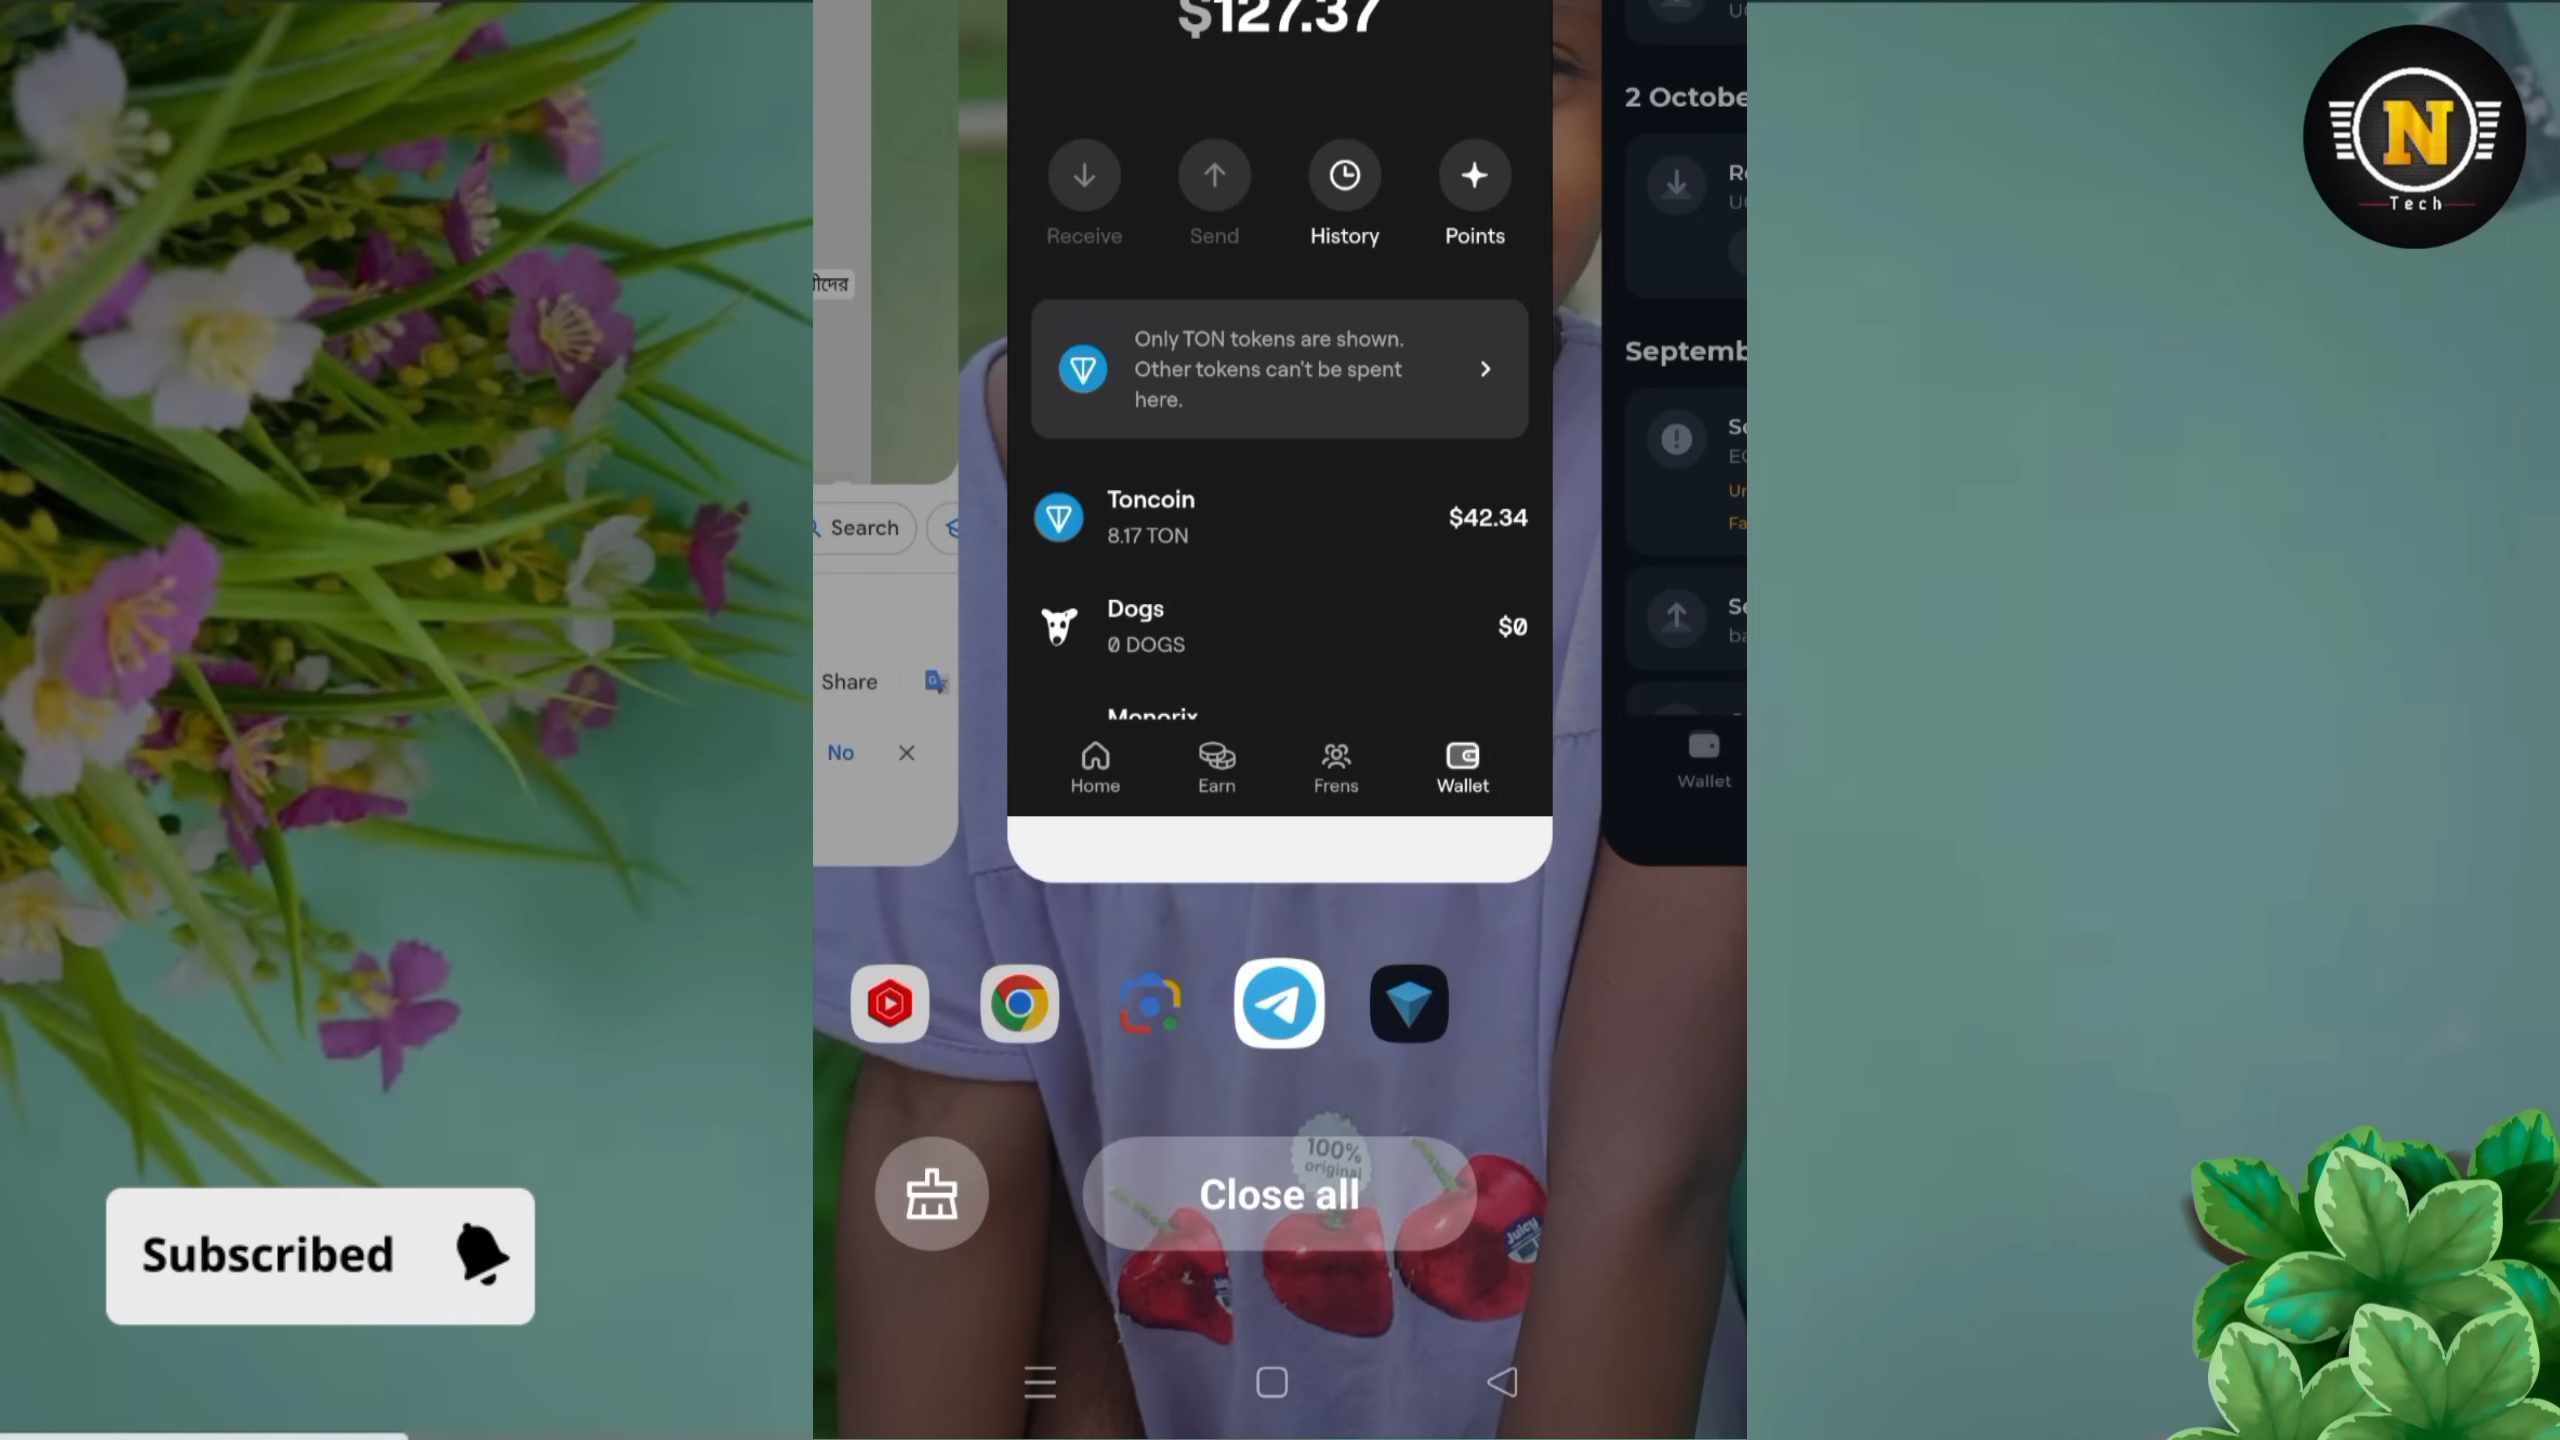 $127.37
Receive
Send
History
Points
Only TON tokens are shown.
Other tokens can't be spent
here.
Toncoin
8.17 TON
$42.34
Dogs
0 DOGS
$0
Home
Earn
Frens
Wallet
Search
Share
No
2 Octobe
Septemb
Wallet
100%
original
Close all
Juicy
Subscribed
N
Tech